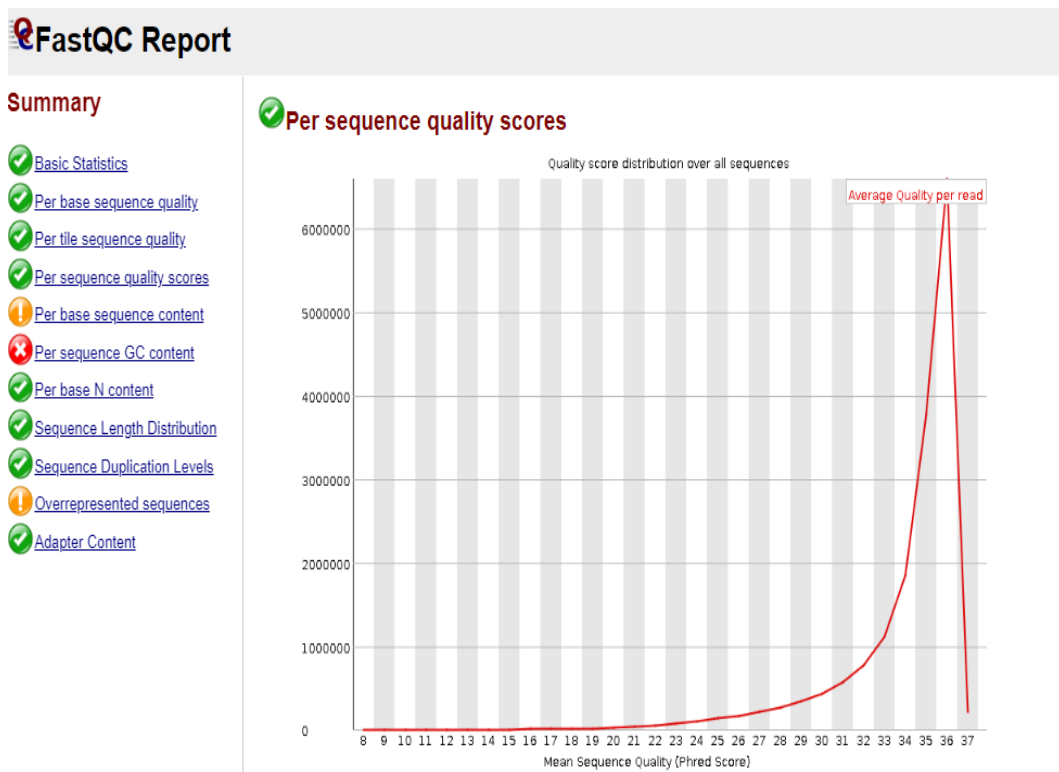 FastQC Report
Summary
Basic Statistics
Per base sequence quality
Per tile sequence quality
Per sequence quality scores
Per base sequence content
Per sequence GC content
Per base N content
Sequence Length Distribution
Sequence Duplication Levels
Overrepresented sequences
Adapter Content
Per sequence quality scores
Quality score distribution over all sequences
Average Quality per read
6000000
5000000
4000000
3000000
2000000
1000000
0
8 9 10 11 12 13 14 15 16 17 18 19 20 21 22 23 24 25 26 27 28 29 30 31 32 33 34 35 36 37
Mean Sequence Quality (Phred Score)